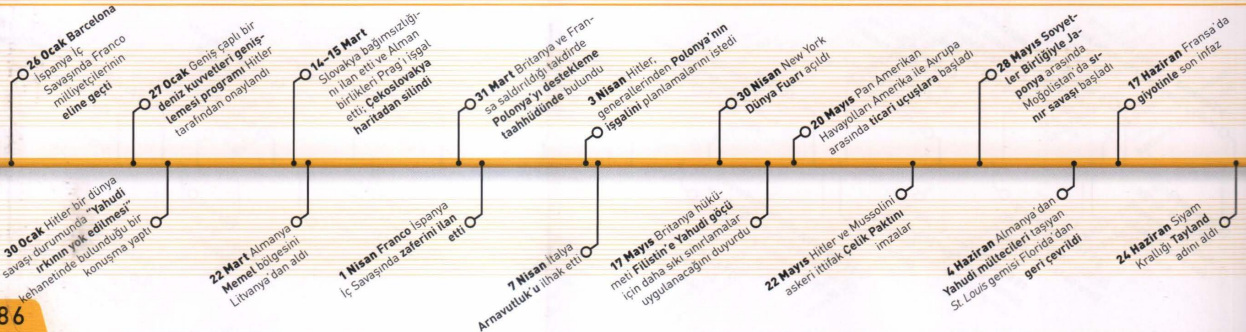 26 Ocak Barcelona
İspanya İç
Savaşında Franco
milliyetçilerinin
eline geçti
27 Ocak Geniş çaplı bir
deniz kuvvetleri geniş-
lemesi programı Hitler
tarafından onaylandı
14–15 Mart
Slovakya bağımsızlığı-
nı ilan etti ve Alman
birlikleri Prag'ı işgal
etti; Çekoslovakya
haritadan silindi
31 Mart Britanya ve Fran-
sa saldırıldığı takdirde
Polonya'yı destekleme
taahhüdünde bulundu
3 Nisan Hitler,
generallerinden Polonya'nın
işgalini planlamalarını istedi
30 Nisan New York
Dünya Fuarı açıldı
20 Mayıs Pan Amerikan
Havayolları Amerika ile Avrupa
arasında ticari uçuşlara başladı
28 Mayıs Sovyet-
ler Birliğiyle Ja-
ponya arasında
Moğolistan'da sı-
nır savaşı başladı
17 Haziran Fransa'da
giyotinle son infaz
30 Ocak Hitler bir dünya
savaşı durumunda "Yahudi
ırkının yok edilmesi"
kehanetinde bulunduğu bir
konuşma yaptı
22 Mart Almanya
Memel bölgesini
Litvanya'dan aldı
1 Nisan Franco İspanya
İç Savaşında zaferini ilan
etti
7 Nisan İtalya
Arnavutluk'u ilhak etti
17 Mayıs Britanya hükü-
meti Filistin'e Yahudi göçü
için daha sıkı sınırlamalar
uygulanacağını duyurdu
22 Mayıs Hitler ve Mussolini
askeri ittifak Çelik Paktını
imzalar
4 Haziran Almanya'dan
Yahudi mültecileri taşıyan
St. Louis gemisi Florida'dan
geri çevrildi
24 Haziran Siyam
Krallığı Tayland
adını aldı
86